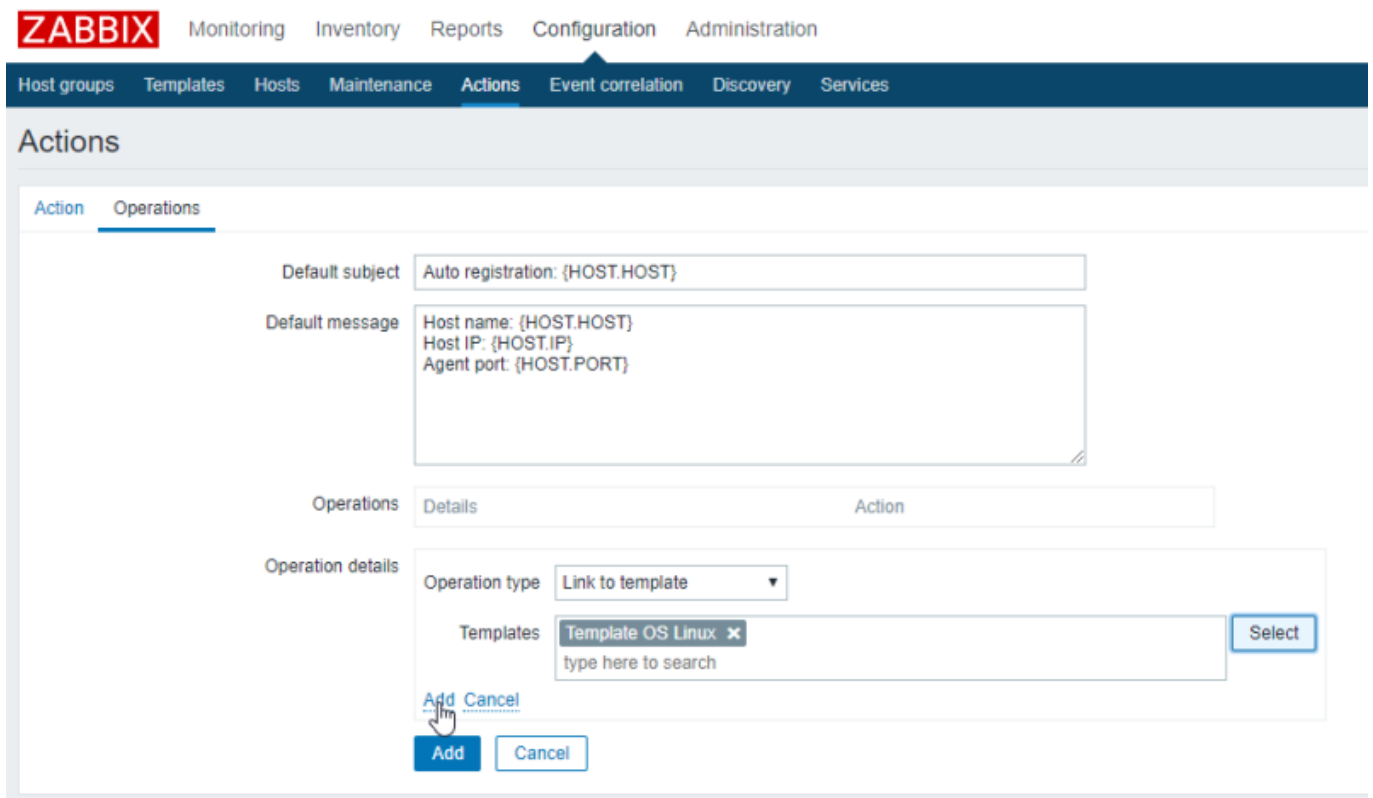 ZABBIX Monitoring Inventory Reports Configuration Administration
Host groups Templates Hosts Maintenance Actions Event correlation Discovery Services
Actions
Action Operations
Default subject Auto registration: {HOST.HOST}
Default message Host name: {HOST.HOST}
Host IP: {HOST.IP}
Agent port: {HOST.PORT}
Operations Details Action
Operation details
Operation type Link to template
Templates Template OS Linux Select
type here to search
Add Cancel
Add Cancel